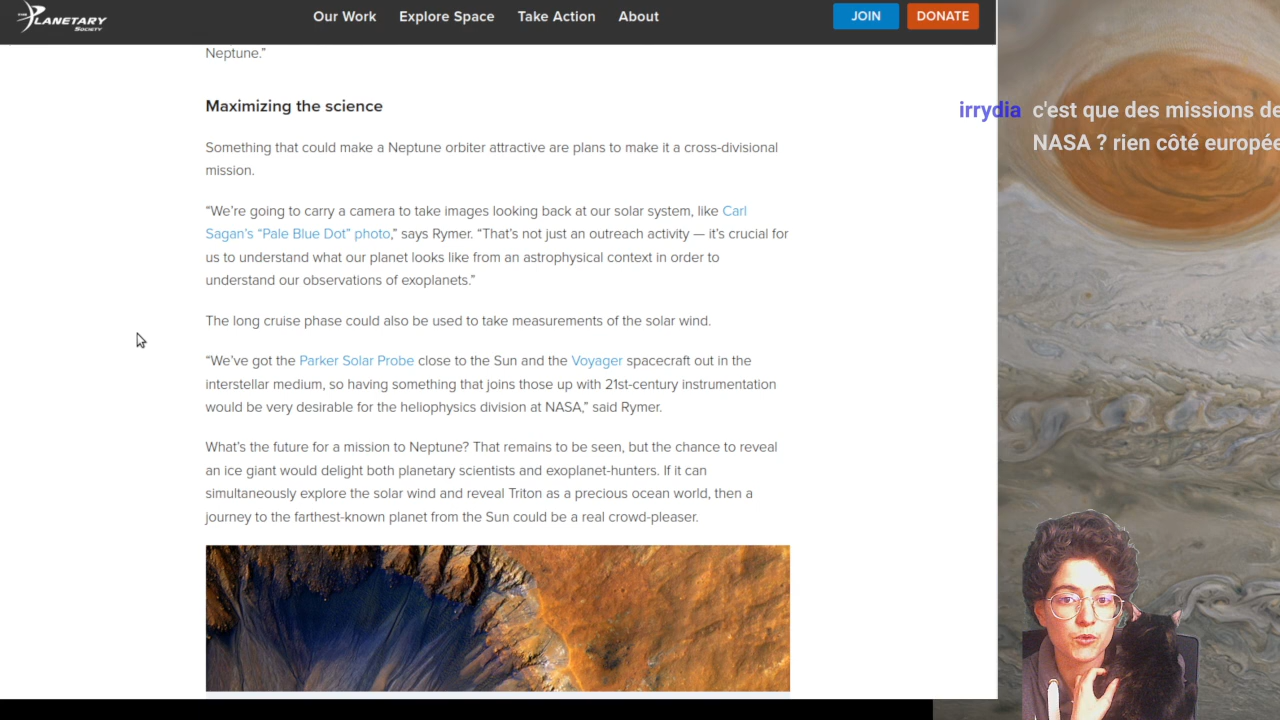 THE PLANETARY SOCIETY
Our Work Explore Space Take Action About JOIN DONATE
Neptune.”
Maximizing the science
Something that could make a Neptune orbiter attractive are plans to make it a cross-divisional
mission.
“We’re going to carry a camera to take images looking back at our solar system, like Carl
Sagan’s “Pale Blue Dot” photo,” says Rymer. “That’s not just an outreach activity — it’s crucial for
us to understand what our planet looks like from an astrophysical context in order to
understand our observations of exoplanets.”
The long cruise phase could also be used to take measurements of the solar wind.
“We’ve got the Parker Solar Probe close to the Sun and the Voyager spacecraft out in the
interstellar medium, so having something that joins those up with 21st-century instrumentation
would be very desirable for the heliophysics division at NASA,” said Rymer.
What’s the future for a mission to Neptune? That remains to be seen, but the chance to reveal
an ice giant would delight both planetary scientists and exoplanet-hunters. If it can
simultaneously explore the solar wind and reveal Triton as a precious ocean world, then a
journey to the farthest-known planet from the Sun could be a real crowd-pleaser.
irrydia c'est que des missions de
NASA ? rien côté europée